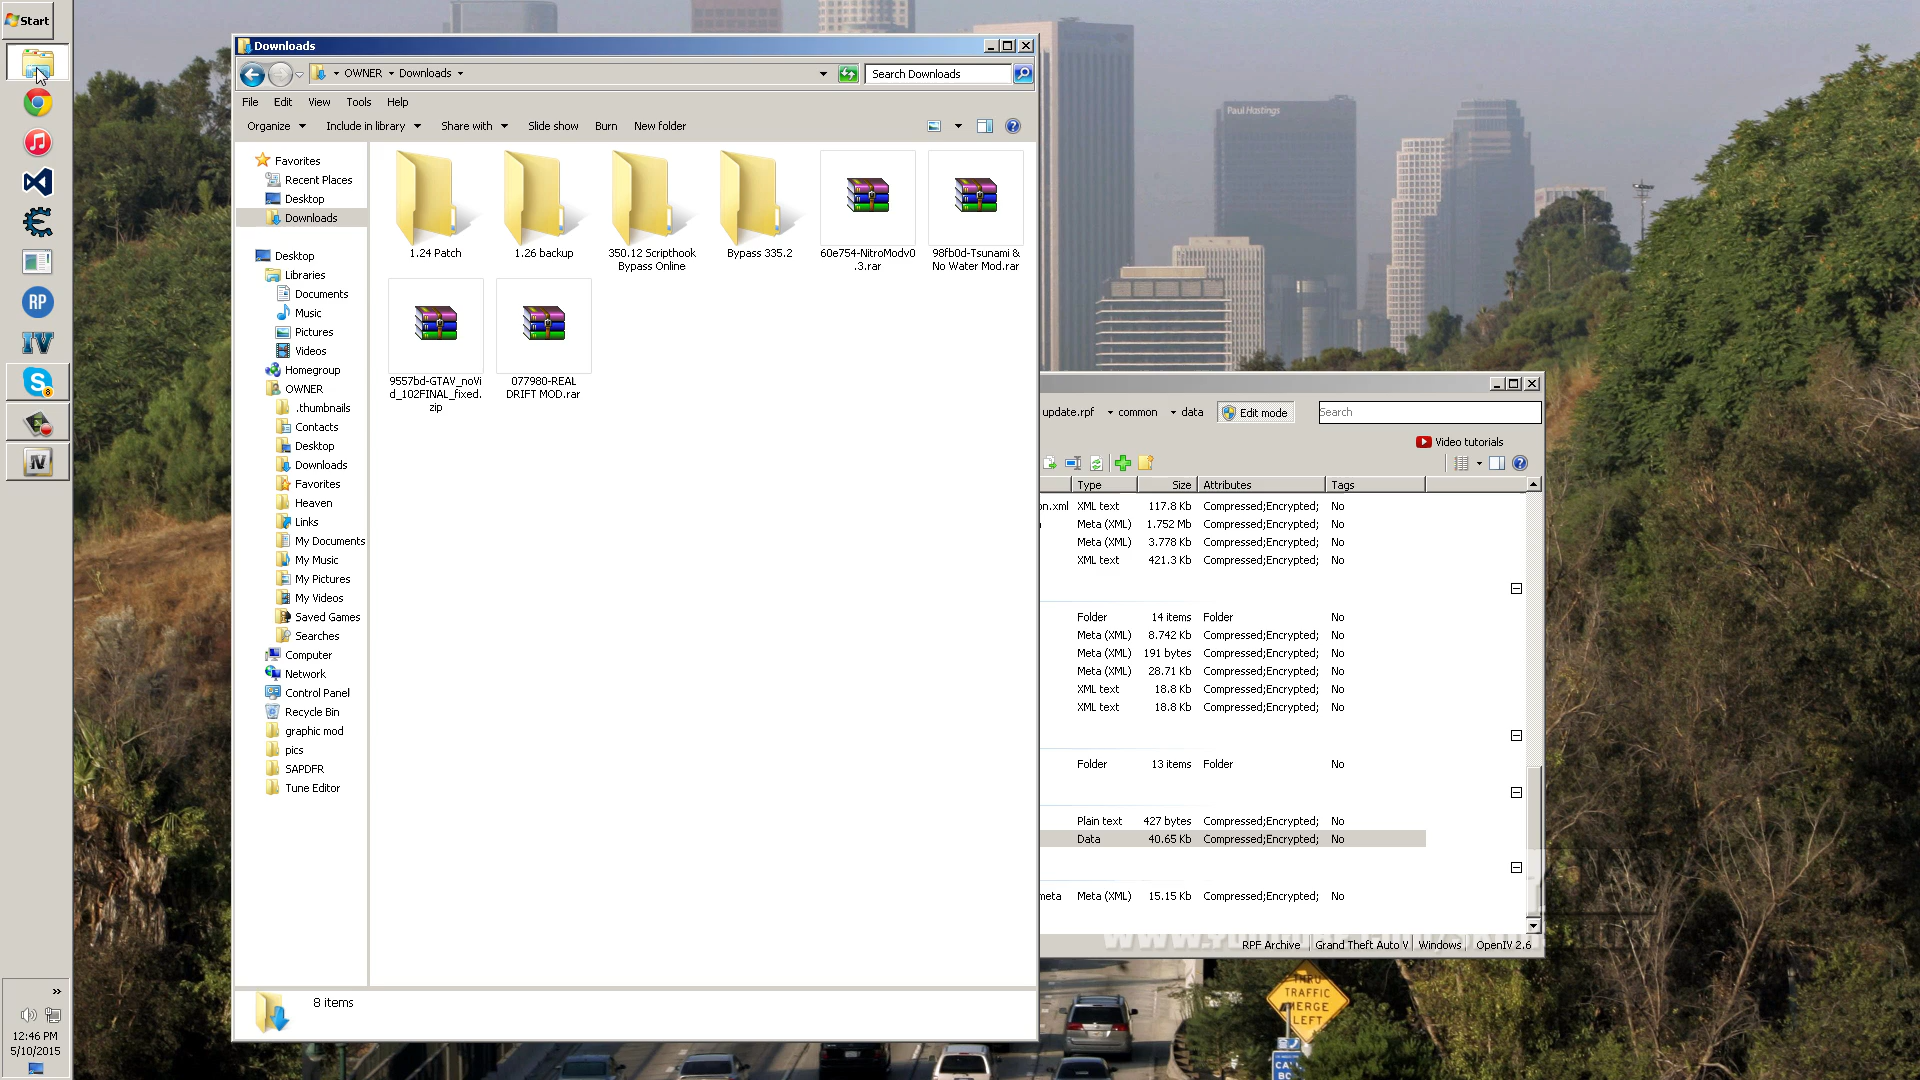 Start
Downloads
OWNER Downloads
Search Downloads
File Edit View Tools Help
Organize Include in library Share with Slide show Burn New folder
Favorites
Recent Places
Desktop
Downloads
Desktop
Libraries
Documents
Music
Pictures
Videos
Homegroup
OWNER
.thumbnails
Contacts
Desktop
Downloads
Favorites
Heaven
Links
My Documents
My Music
My Pictures
My Videos
Saved Games
Searches
Computer
Network
Control Panel
Recycle Bin
graphic mod
pics
SAPDFR
Tune Editor
1.24 Patch
1.26 backup
350.12 Scripthook
Bypass Online
Bypass 335.2
60e754-NitroModv0
.3.rar
98fb0d-Tsunami &
No Water Mod.rar
9557bd-GTAV_noVi
d_102FINAL_fixed.
zip
077980-REAL
DRIFT MOD.rar
8 items
update.rpf common data Edit mode Search
Video tutorials
Type Size Attributes Tags
on.xml XML text 117.8 Kb Compressed;Encrypted; No
Meta (XML) 1.752 Mb Compressed;Encrypted; No
Meta (XML) 3.778 Kb Compressed;Encrypted; No
XML text 421.3 Kb Compressed;Encrypted; No
Folder 14 items Folder No
Meta (XML) 8.742 Kb Compressed;Encrypted; No
Meta (XML) 191 bytes Compressed;Encrypted; No
Meta (XML) 28.71 Kb Compressed;Encrypted; No
XML text 18.8 Kb Compressed;Encrypted; No
XML text 18.8 Kb Compressed;Encrypted; No
Folder 13 items Folder No
Plain text 427 bytes Compressed;Encrypted; No
Data 40.65 Kb Compressed;Encrypted; No
meta Meta (XML) 15.15 Kb Compressed;Encrypted; No
RPF Archive Grand Theft Auto V Windows OpenIV 2.6
Paul Hastings
THRU
TRAFFIC
MERGE
LEFT
CALL
RP
IV
IV
12:46 PM
5/10/2015